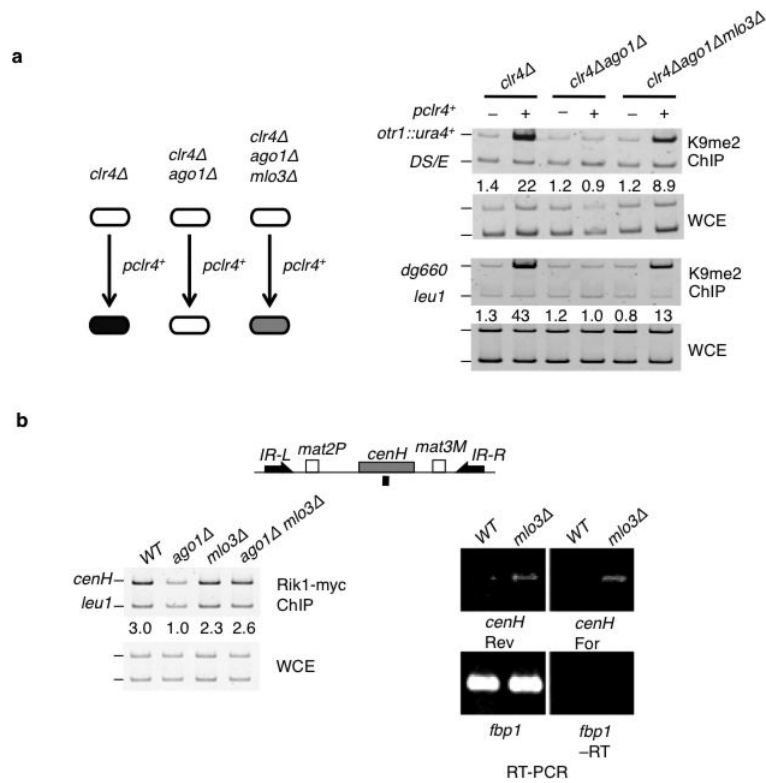 a
clr4Δ
clr4Δ
ago1Δ
clr4Δ
ago1Δ
mlo3Δ
pclr4⁺
pclr4⁺
pclr4⁺
clr4Δ
clr4Δago1Δ
clr4Δago1Δmlo3Δ
pclr4⁺ – + – + – +
otr1::ura4⁺
DS/E
K9me2
ChIP
1.4 22 1.2 0.9 1.2 8.9
WCE
dg660
leu1
K9me2
ChIP
1.3 43 1.2 1.0 0.8 13
WCE
b
IR-L mat2P cenH mat3M IR-R
WT ago1Δ mlo3Δ ago1Δ mlo3Δ
cenH
leu1
Rik1-myc
ChIP
3.0 1.0 2.3 2.6
WCE
WT mlo3Δ WT mlo3Δ
cenH
Rev
cenH
For
fbp1
fbp1
–RT
RT-PCR